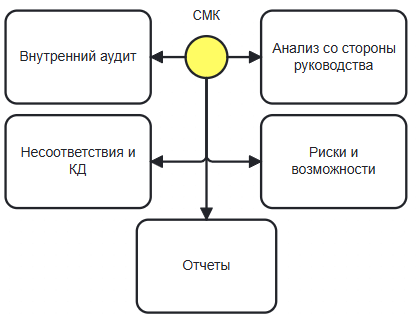 СМК
Внутренний аудит
Анализ со стороны
руководства
Несоответствия и
КД
Риски и
возможности
Отчеты